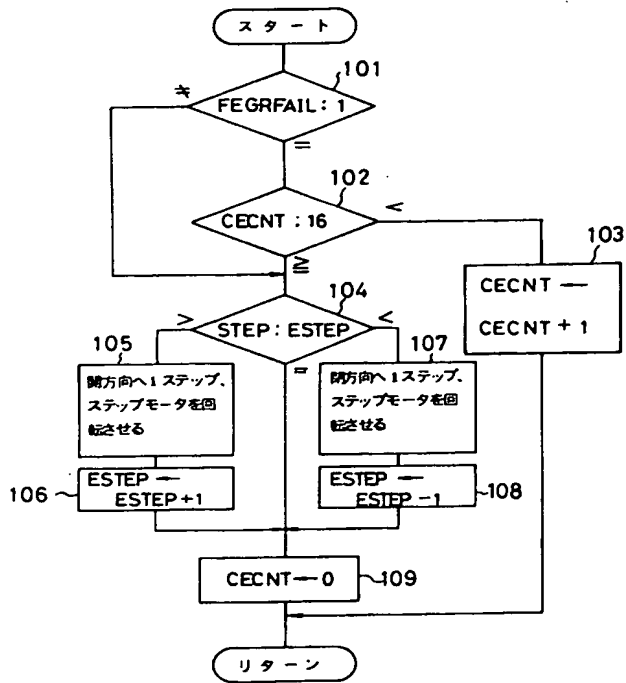 スタート
101
≠
FEGRFAIL : 1
=
102
CECNT : 16
<
≧
103
CECNT ←
CECNT + 1
104
>
STEP : ESTEP
<
=
105
開方向へ1ステップ、
ステップモータを回
転させる
107
閉方向へ1ステップ、
ステップモータを回
転させる
106
ESTEP ←
ESTEP+1
ESTEP ←
ESTEP-1
108
CECNT ← 0
109
リターン